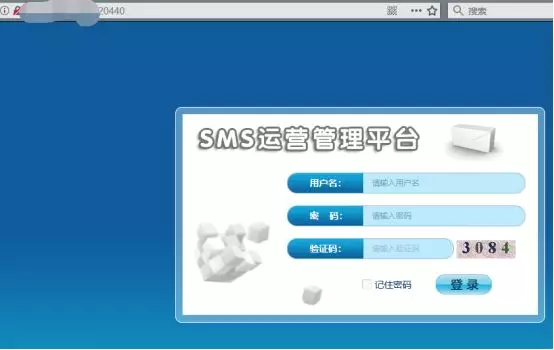 20440
搜索
SMS运营管理平台
用户名:
请输入用户名
密 码:
请输入密码
验证码:
请输入验证码
3084
记住密码
登 录